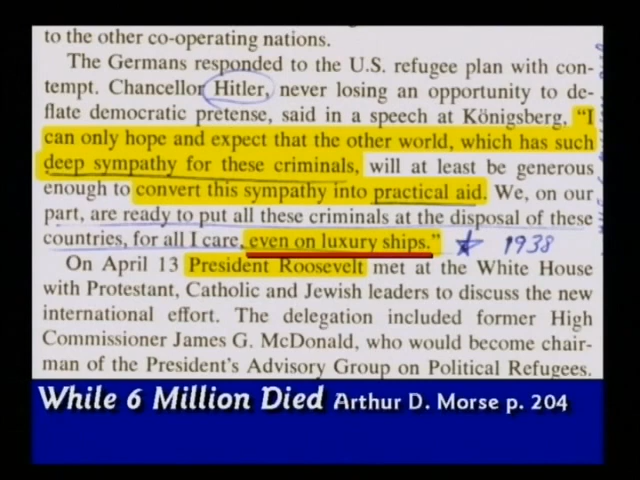 to the other co-operating nations.
The Germans responded to the U.S. refugee plan with con-
tempt. Chancellor Hitler, never losing an opportunity to de-
flate democratic pretense, said in a speech at Königsberg, “I
can only hope and expect that the other world, which has such
deep sympathy for these criminals, will at least be generous
enough to convert this sympathy into practical aid. We, on our
part, are ready to put all these criminals at the disposal of these
countries, for all I care, even on luxury ships.” 1938
On April 13 President Roosevelt met at the White House
with Protestant, Catholic and Jewish leaders to discuss the new
international effort. The delegation included former High
Commissioner James G. McDonald, who would become chair-
man of the President's Advisory Group on Political Refugees.
While 6 Million Died Arthur D. Morse p. 204